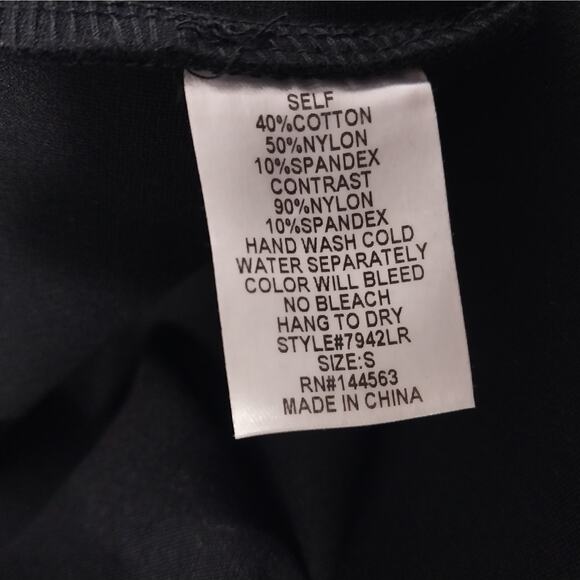 SELF
40%COTTON
50%NYLON
10%SPANDEX
CONTRAST
90%NYLON
10%SPANDEX
HAND WASH COLD
WATER SEPARATELY
COLOR WILL BLEED
NO BLEACH
HANG TO DRY
STYLE#7942LR
SIZE:S
RN#144563
MADE IN CHINA